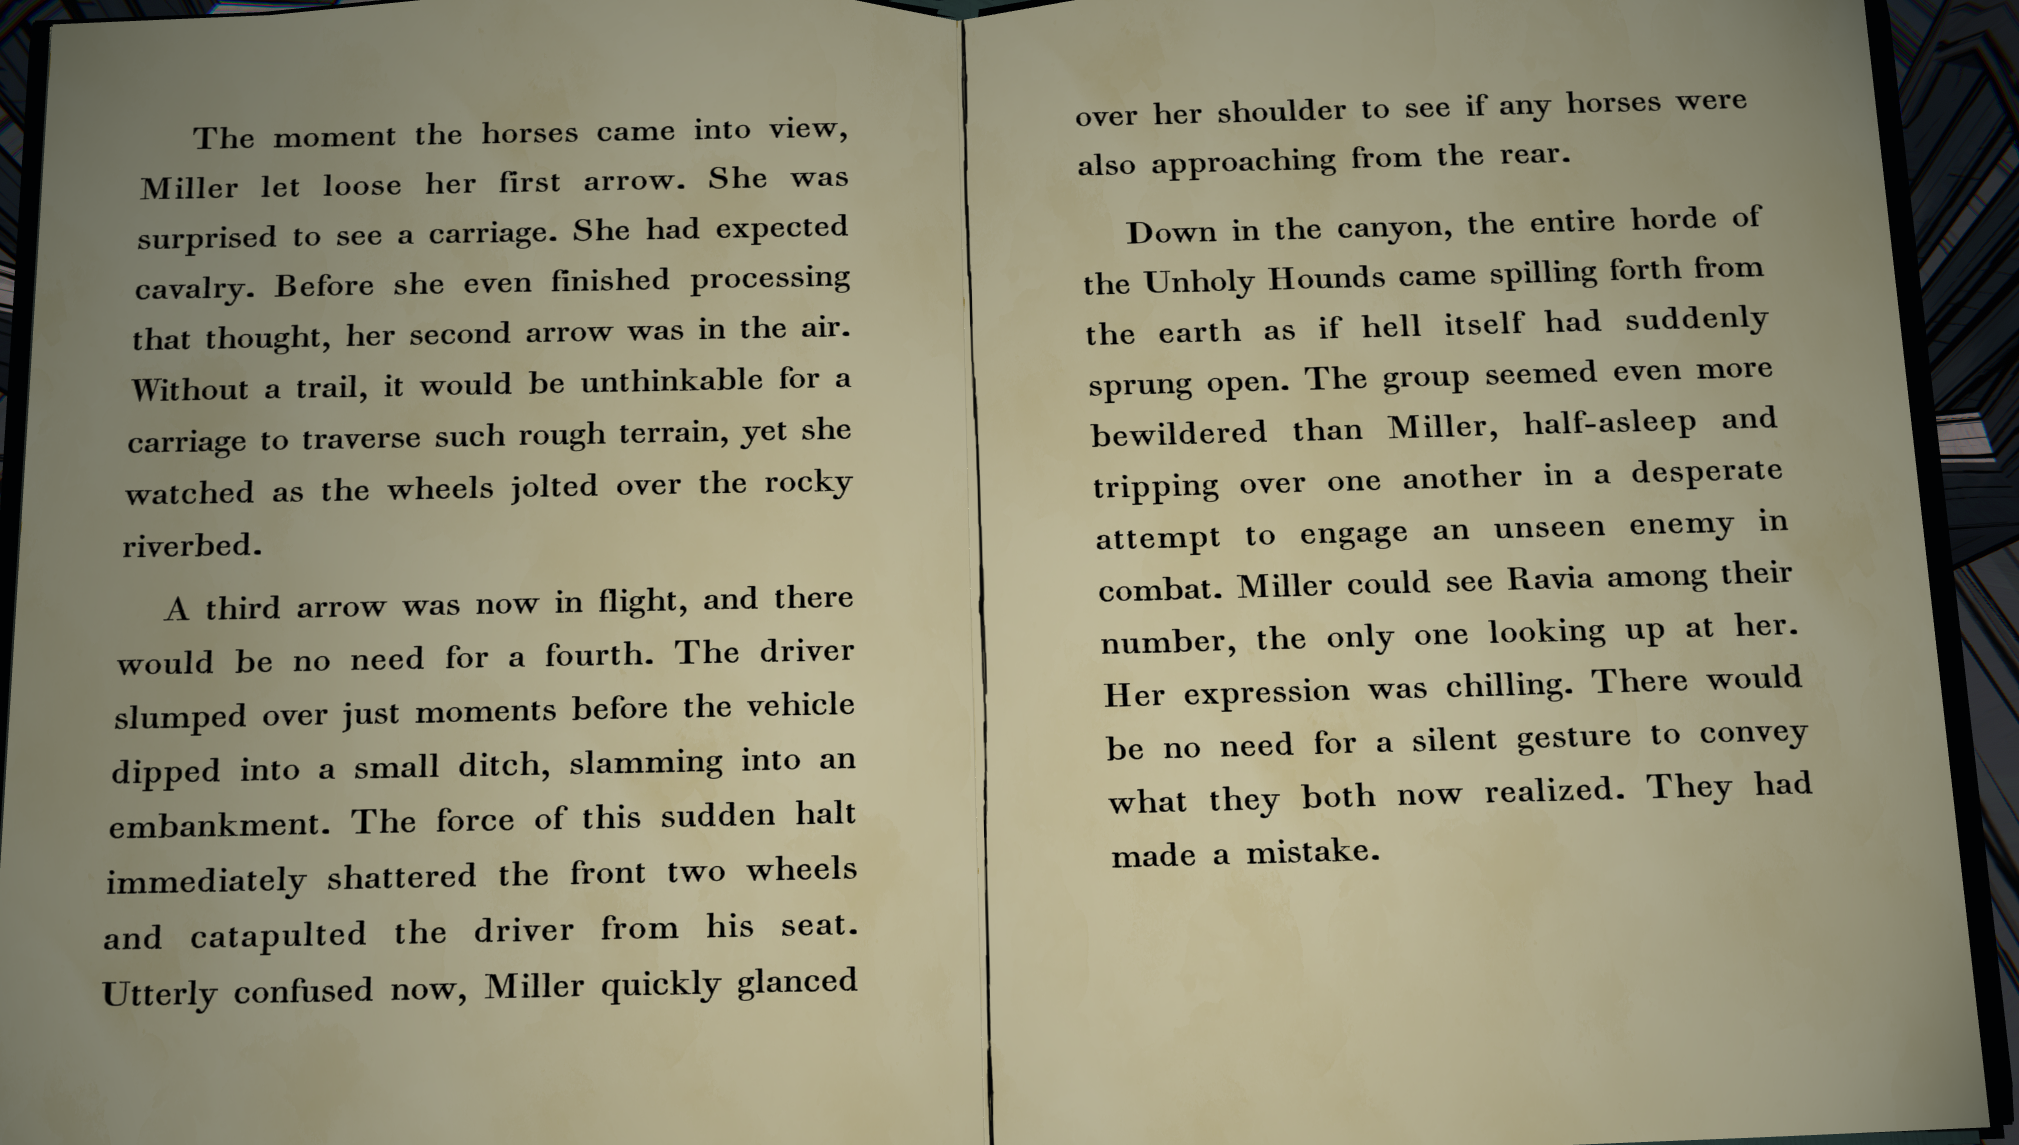 The moment the horses came into view,
Miller let loose her first arrow. She was
surprised to see a carriage. She had expected
cavalry. Before she even finished processing
that thought, her second arrow was in the air.
Without a trail, it would be unthinkable for a
carriage to traverse such rough terrain, yet she
watched as the wheels jolted over the rocky
riverbed.
A third arrow was now in flight, and there
would be no need for a fourth. The driver
slumped over just moments before the vehicle
dipped into a small ditch, slamming into an
embankment. The force of this sudden halt
immediately shattered the front two wheels
and catapulted the driver from his seat.
Utterly confused now, Miller quickly glanced
over her shoulder to see if any horses were
also approaching from the rear.
Down in the canyon, the entire horde of
the Unholy Hounds came spilling forth from
the earth as if hell itself had suddenly
sprung open. The group seemed even more
bewildered than Miller, half-asleep and
tripping over one another in a desperate
attempt to engage an unseen enemy in
combat. Miller could see Ravia among their
number, the only one looking up at her.
Her expression was chilling. There would
be no need for a silent gesture to convey
what they both now realized. They had
made a mistake.